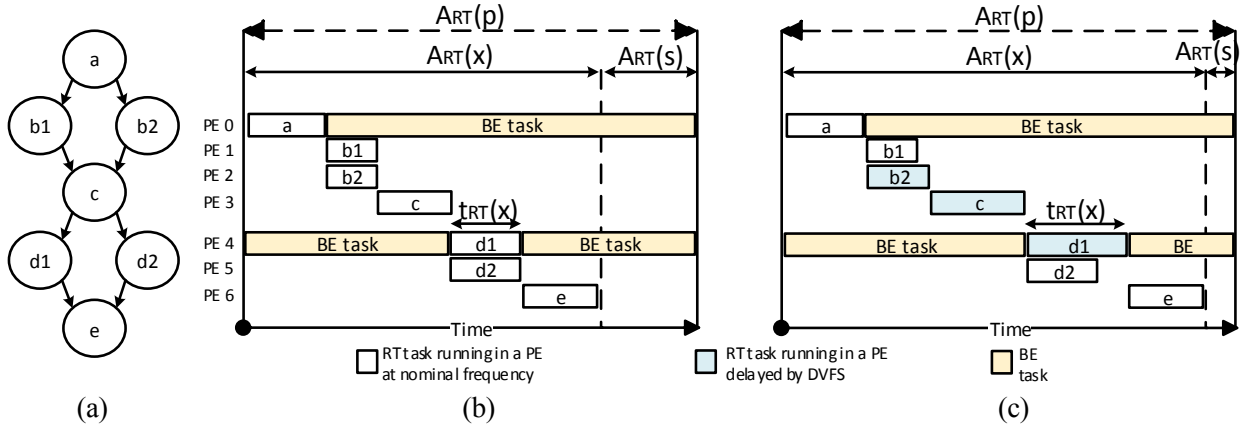 a
b1 b2
c
d1 d2
e
(a)
ART(p)
ART(x) ART(s)
PE 0 a BE task
PE 1 b1
PE 2 b2
PE 3 c
tRT(x)
PE 4 BE task d1 BE task
PE 5 d2
PE 6 e
Time
(b)
ART(p)
ART(x) ART(s)
a BE task
b1
b2
c
tRT(x)
BE task d1 BE
d2
e
Time
(c)
RT task running in a PE
at nominal frequency
RT task running in a PE
delayed by DVFS
BE
task